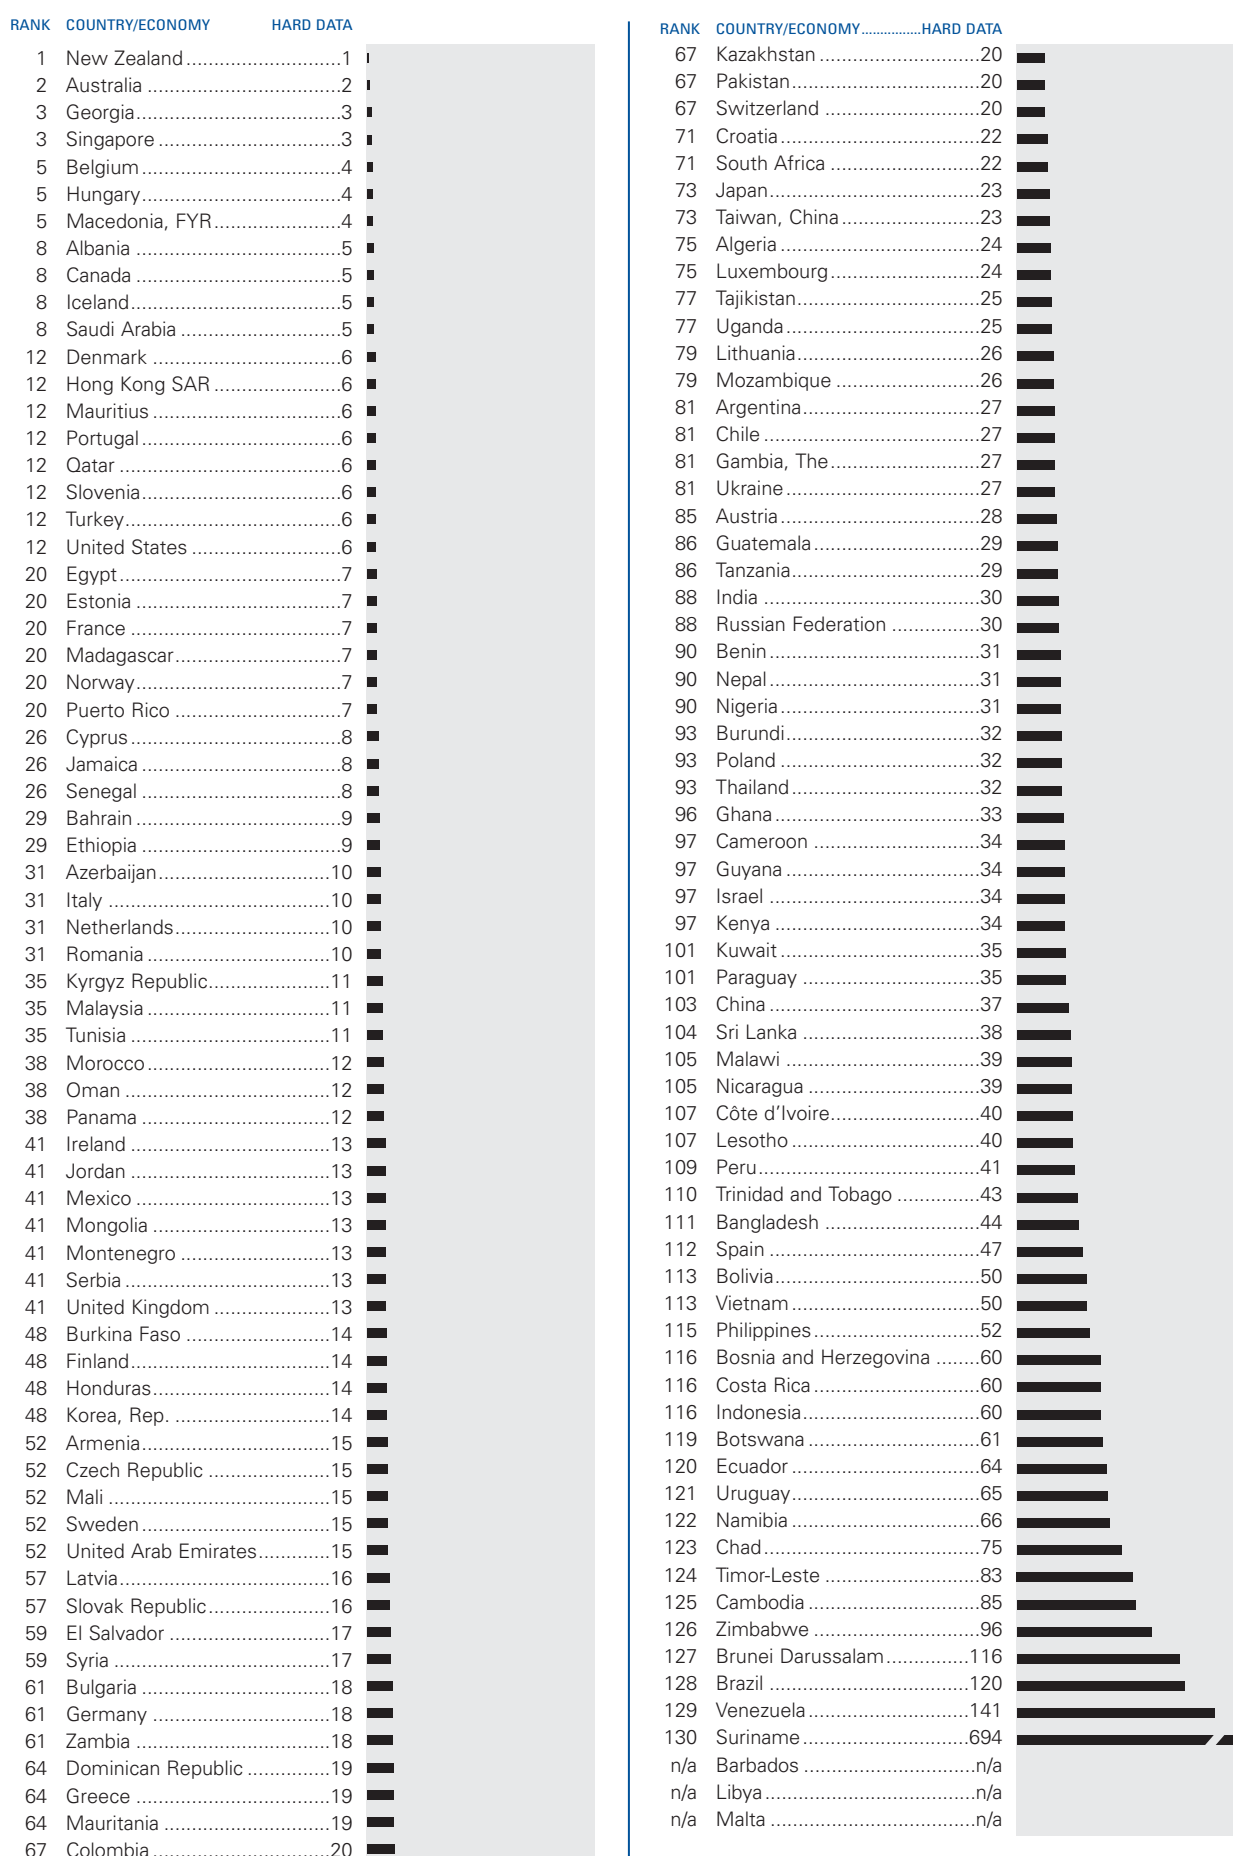 RANK COUNTRY/ECONOMY HARD DATA
1 New Zealand...........................1
2 Australia ...............................2
3 Georgia.................................3
3 Singapore..............................3
5 Belgium.................................4
5 Hungary.................................4
5 Macedonia, FYR....................4
8 Albania .................................5
8 Canada .................................5
8 Iceland..................................5
8 Saudi Arabia .........................5
12 Denmark ..............................6
12 Hong Kong SAR ....................6
12 Mauritius ..............................6
12 Portugal................................6
12 Qatar ....................................6
12 Slovenia................................6
12 Turkey...................................6
12 United States .......................6
20 Egypt....................................7
20 Estonia .................................7
20 France ..................................7
20 Madagascar..........................7
20 Norway.................................7
20 Puerto Rico ..........................7
26 Cyprus..................................8
26 Jamaica ................................8
26 Senegal ................................8
29 Bahrain .................................9
29 Ethiopia ................................9
31 Azerbaijan...........................10
31 Italy ....................................10
31 Netherlands........................10
31 Romania .............................10
35 Kyrgyz Republic..................11
35 Malaysia .............................11
35 Tunisia ................................11
38 Morocco.............................12
38 Oman .................................12
38 Panama ..............................12
41 Ireland ................................13
41 Jordan ................................13
41 Mexico ...............................13
41 Mongolia ............................13
41 Montenegro .......................13
41 Serbia .................................13
41 United Kingdom .................13
48 Burkina Faso ......................14
48 Finland................................14
48 Honduras............................14
48 Korea, Rep. ........................14
52 Armenia..............................15
52 Czech Republic ..................15
52 Mali ....................................15
52 Sweden..............................15
52 United Arab Emirates.........15
57 Latvia..................................16
57 Slovak Republic..................16
59 El Salvador .........................17
59 Syria ...................................17
61 Bulgaria ..............................18
61 Germany ............................18
61 Zambia ...............................18
64 Dominican Republic ...........19
64 Greece ...............................19
64 Mauritania ..........................19
67 Colombia............................20
RANK COUNTRY/ECONOMY................HARD DATA
67 Kazakhstan .........................20
67 Pakistan..............................20
67 Switzerland ........................20
71 Croatia................................22
71 South Africa .......................22
73 Japan..................................23
73 Taiwan, China.....................23
75 Algeria ................................24
75 Luxembourg.......................24
77 Tajikistan.............................25
77 Uganda...............................25
79 Lithuania.............................26
79 Mozambique ......................26
81 Argentina............................27
81 Chile ...................................27
81 Gambia, The.......................27
81 Ukraine...............................27
85 Austria ................................28
86 Guatemala..........................29
86 Tanzania..............................29
88 India ...................................30
88 Russian Federation .............30
90 Benin ..................................31
90 Nepal..................................31
90 Nigeria ................................31
93 Burundi...............................32
93 Poland ................................32
93 Thailand ..............................32
96 Ghana.................................33
97 Cameroon ..........................34
97 Guyana ...............................34
97 Israel ..................................34
97 Kenya .................................34
101 Kuwait ................................35
101 Paraguay ............................35
103 China ..................................37
104 Sri Lanka ............................38
105 Malawi ...............................39
105 Nicaragua ...........................39
107 Côte d’Ivoire.......................40
107 Lesotho ..............................40
109 Peru....................................41
110 Trinidad and Tobago ............43
111 Bangladesh ........................44
112 Spain ..................................47
113 Bolivia.................................50
113 Vietnam..............................50
115 Philippines..........................52
116 Bosnia and Herzegovina ........60
116 Costa Rica ..........................60
116 Indonesia............................60
119 Botswana ...........................61
120 Ecuador ..............................64
121 Uruguay..............................65
122 Namibia ..............................66
123 Chad...................................75
124 Timor-Leste ........................83
125 Cambodia ...........................85
126 Zimbabwe ..........................96
127 Brunei Darussalam.............116
128 Brazil .................................120
129 Venezuela..........................141
130 Suriname...........................694
n/a Barbados ...........................n/a
n/a Libya..................................n/a
n/a Malta .................................n/a